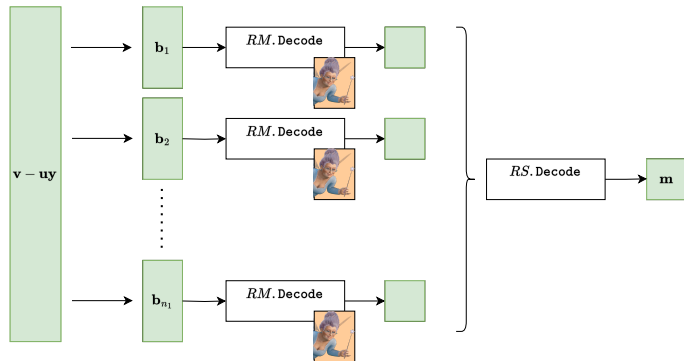 v − uy
b₁
RM.Decode
b₂
RM.Decode
RS.Decode
m
bₙ₁
RM.Decode